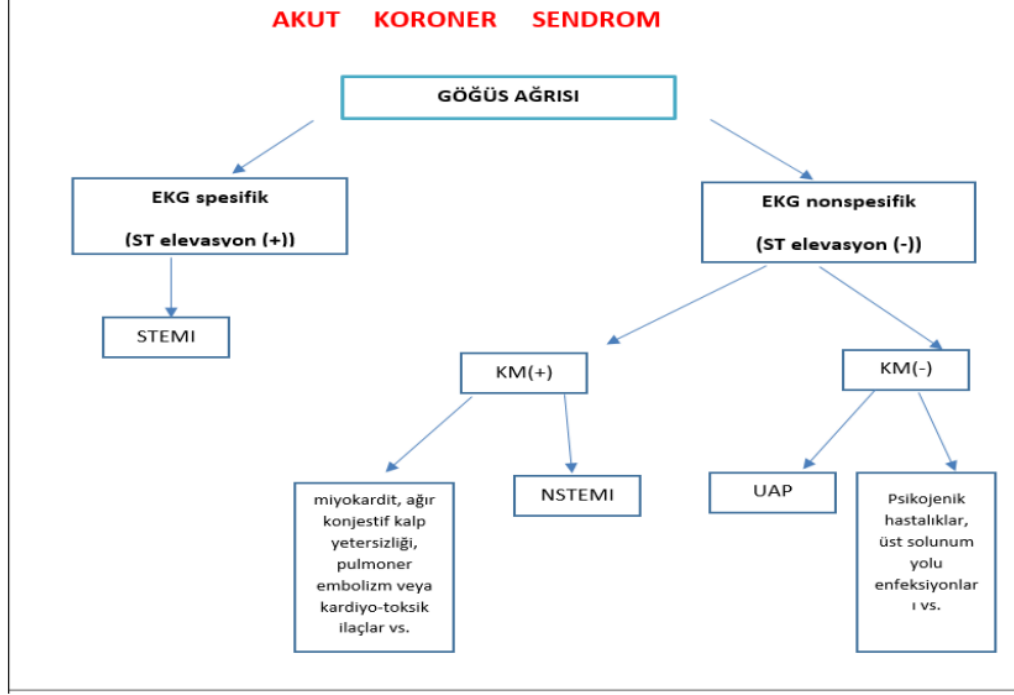 AKUT KORONER SENDROM
GÖĞÜS AĞRISI
EKG spesifik
(ST elevasyon (+))
EKG nonspesifik
(ST elevasyon (-))
STEMI
KM(+)
KM(-)
miyokardit, ağır
konjestif kalp
yetersizliği,
pulmoner
embolizm veya
kardiyo-toksik
ilaçlar vs.
NSTEMI
UAP
Psikojenik
hastalıklar,
üst solunum
yolu
enfeksiyonlar
ı vs.